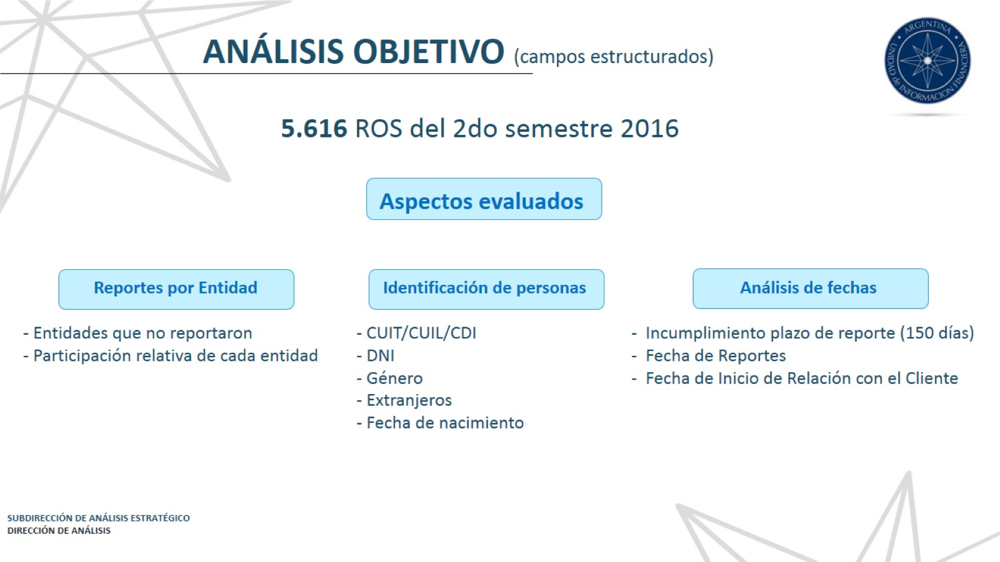 ANÁLISIS OBJETIVO (campos estructurados)
ARGENTINA
UNIDAD de INFORMACION FINANCIERA
5.616 ROS del 2do semestre 2016
Aspectos evaluados
Reportes por Entidad
- Entidades que no reportaron
- Participación relativa de cada entidad
Identificación de personas
- CUIT/CUIL/CDI
- DNI
- Género
- Extranjeros
- Fecha de nacimiento
Análisis de fechas
- Incumplimiento plazo de reporte (150 días)
- Fecha de Reportes
- Fecha de Inicio de Relación con el Cliente
SUBDIRECCIÓN DE ANÁLISIS ESTRATÉGICO
DIRECCIÓN DE ANÁLISIS